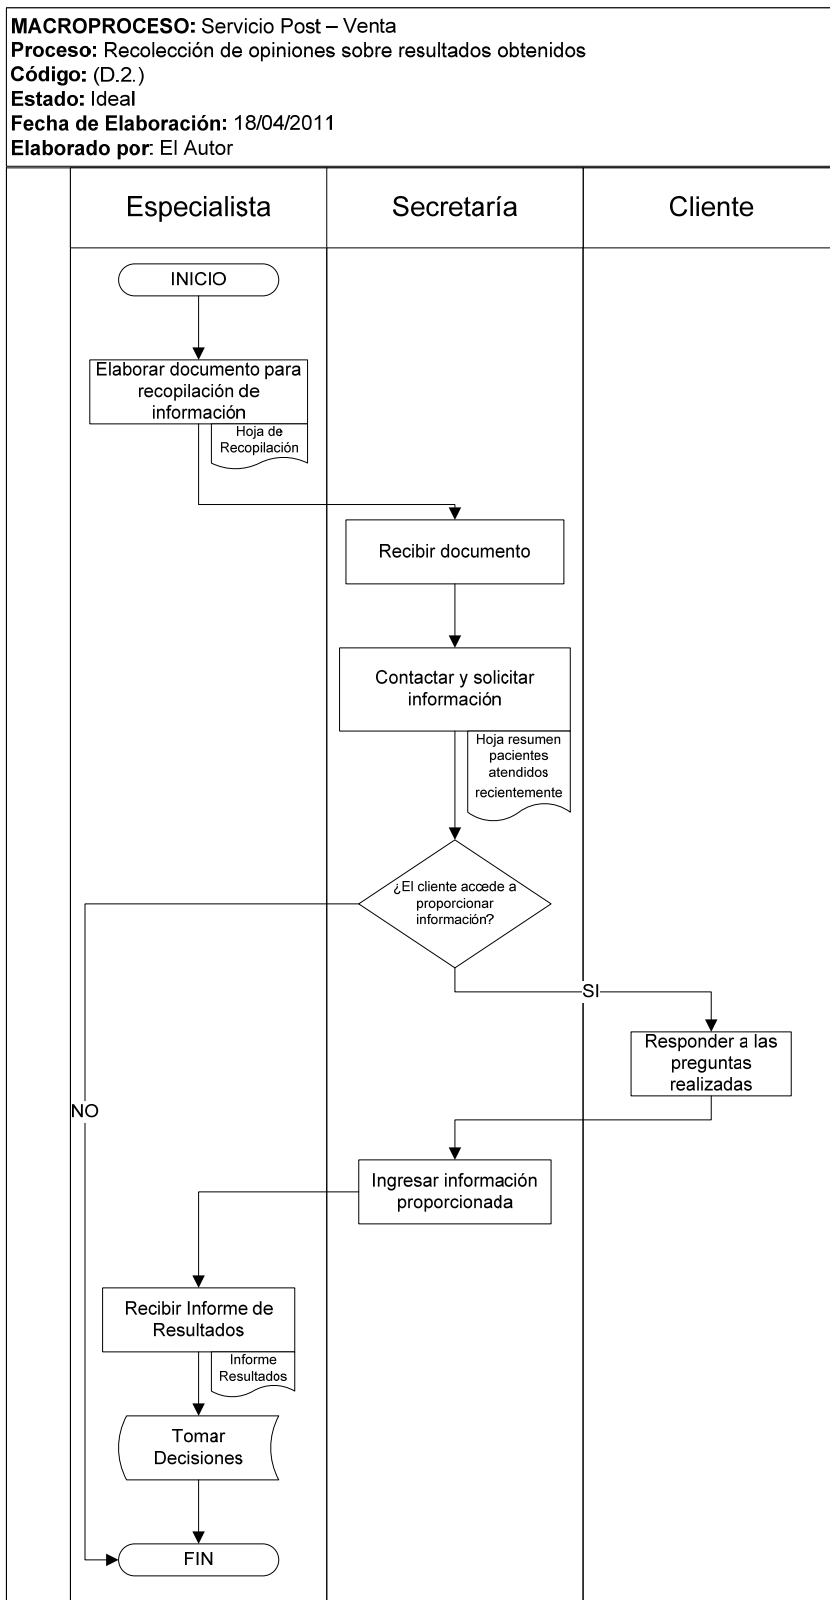 MACROPROCESO: Servicio Post – Venta
Proceso: Recolección de opiniones sobre resultados obtenidos
Código: (D.2.)
Estado: Ideal
Fecha de Elaboración: 18/04/2011
Elaborado por: El Autor
Especialista
Secretaría
Cliente
INICIO
Elaborar documento para
recopilación de
información
Hoja de
Recopilación
Recibir documento
Contactar y solicitar
información
Hoja resumen
pacientes
atendidos
recientemente
¿El cliente accede a
proporcionar
información?
SI
Responder a las
preguntas
realizadas
NO
Ingresar información
proporcionada
Recibir Informe de
Resultados
Informe
Resultados
Tomar
Decisiones
FIN